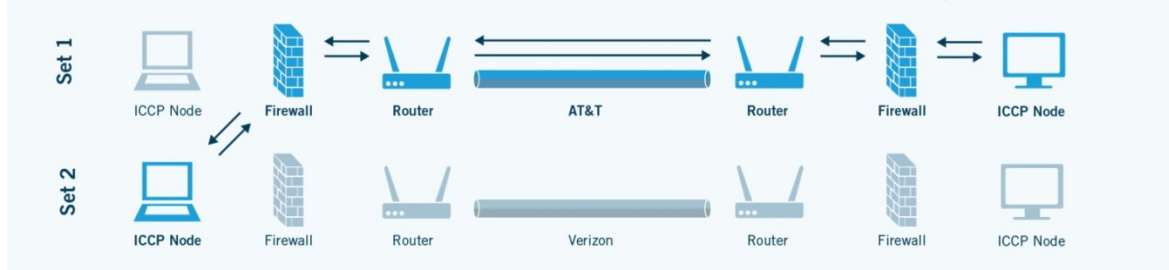 Set 1
ICCP Node
Firewall
Router
AT&T
Router
Firewall
ICCP Node
Set 2
ICCP Node
Firewall
Router
Verizon
Router
Firewall
ICCP Node